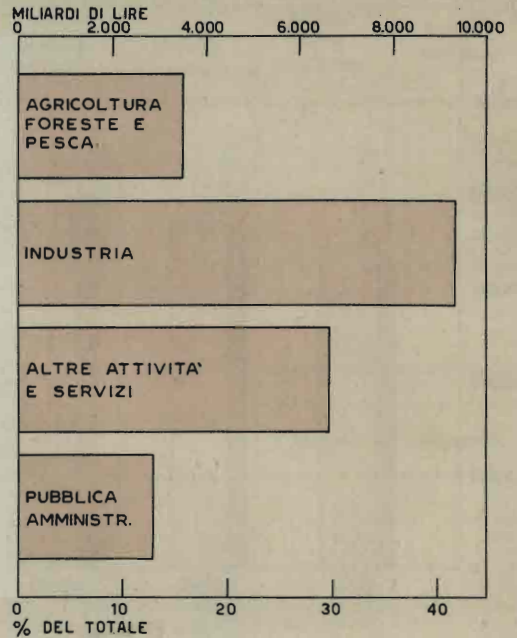 MILIARDI DI LIRE
0 2.000 4.000 6.000 8.000 10.000
AGRICOLTURA
FORESTE E
PESCA
INDUSTRIA
ALTRE ATTIVITA'
E SERVIZI
PUBBLICA
AMMINISTR.
0 10 20 30 40
% DEL TOTALE